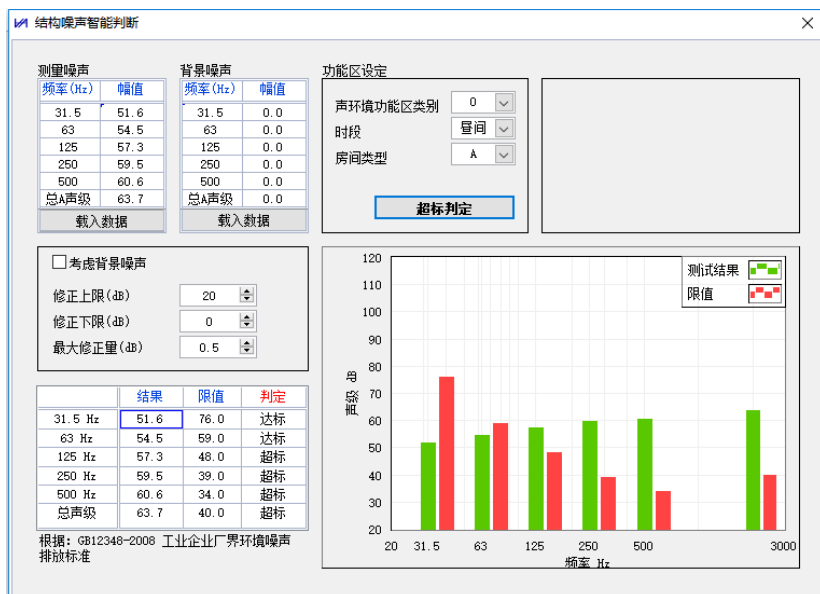 结构噪声智能判断
测量噪声
频率(Hz) 幅值
31.5 51.6
63 54.5
125 57.3
250 59.5
500 60.6
总A声级 63.7
载入数据
背景噪声
频率(Hz) 幅值
31.5 0.0
63 0.0
125 0.0
250 0.0
500 0.0
总A声级 0.0
载入数据
功能区设定
声环境功能区类别 0
时段 昼间
房间类型 A
超标判定
考虑背景噪声
修正上限(dB) 20
修正下限(dB) 0
最大修正量(dB) 0.5
结果 限值 判定
31.5 Hz 51.6 76.0 达标
63 Hz 54.5 59.0 达标
125 Hz 57.3 48.0 超标
250 Hz 59.5 39.0 超标
500 Hz 60.6 34.0 超标
总声级 63.7 40.0 超标
根据: GB12348-2008 工业企业厂界环境噪声
排放标准
测试结果
限值
声级 dB
120
110
100
90
80
70
60
50
40
30
20
20 31.5 63 125 250 500 3000
频率 Hz